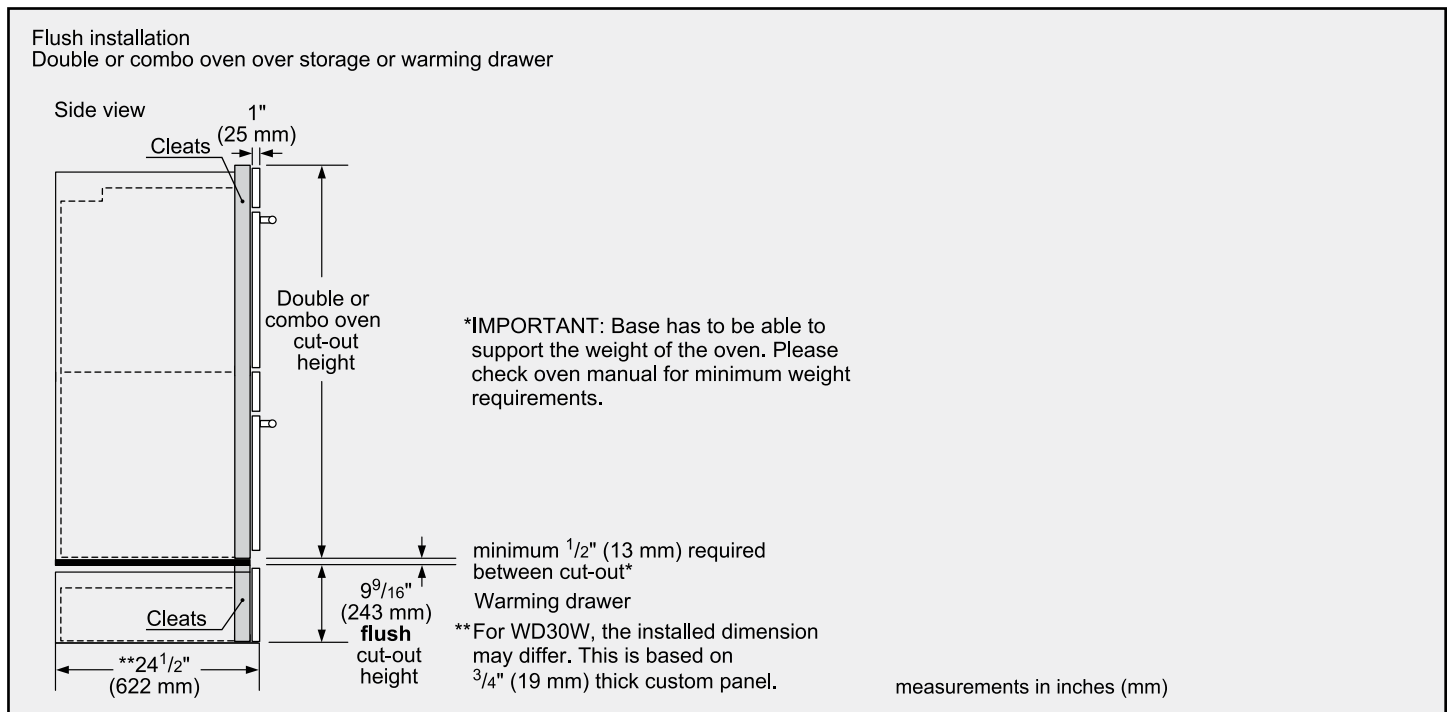 Flush installation
Double or combo oven over storage or warming drawer
Side view
1"
(25 mm)
Cleats
Double or
combo oven
cut-out
height
*IMPORTANT: Base has to be able to
support the weight of the oven. Please
check oven manual for minimum weight
requirements.
minimum 1/2" (13 mm) required
between cut-out*
9 9/16"
(243 mm)
flush
cut-out
height
Warming drawer
Cleats
**For WD30W, the installed dimension
may differ. This is based on
3/4" (19 mm) thick custom panel.
**24 1/2"
(622 mm)
measurements in inches (mm)